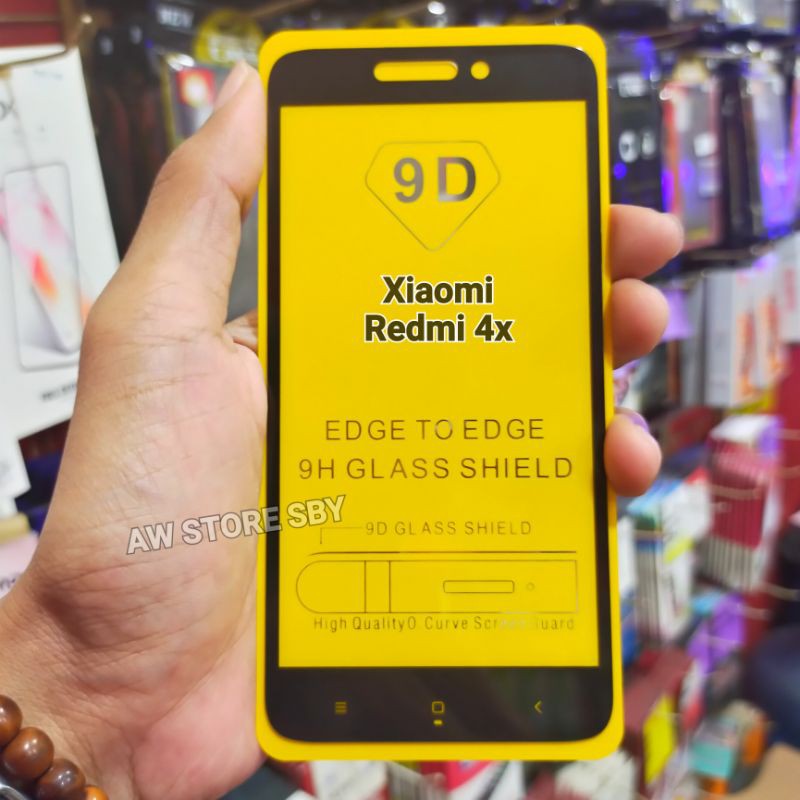 9D
Xiaomi
Redmi 4x
EDGE TO EDGE
9H GLASS SHIELD
AW STORE SBY
9D GLASS SHIELD
High QualityO. Curve Screen Guard